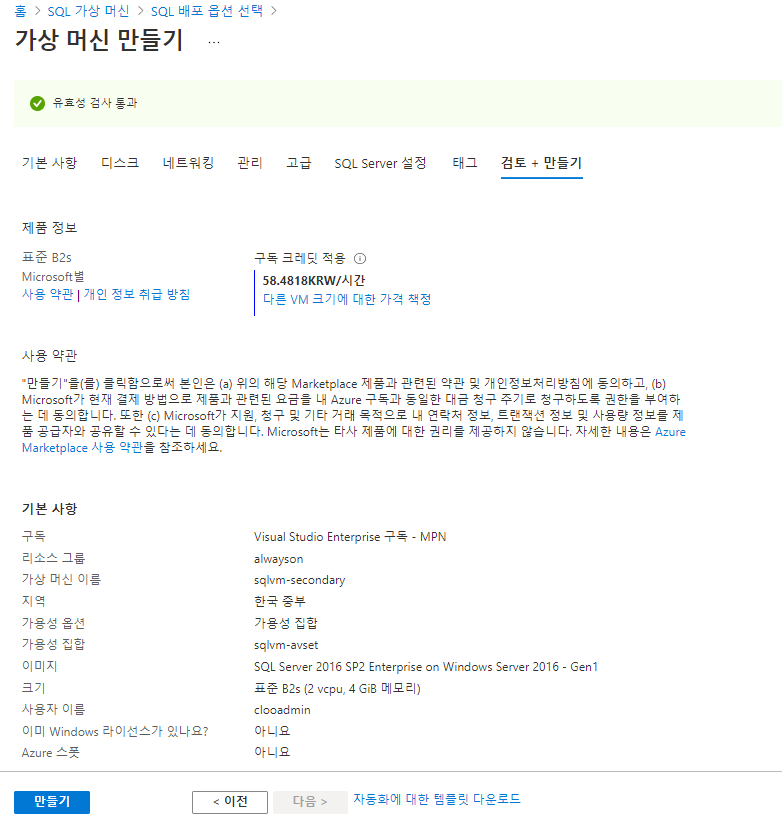 홈 > SQL 가상 머신 > SQL 배포 옵션 선택 >
가상 머신 만들기 ...
유효성 검사 통과
기본 사항 디스크 네트워킹 관리 고급 SQL Server 설정 태그 검토 + 만들기
제품 정보
표준 B2s
Microsoft별
사용 약관 | 개인 정보 취급 방침
구독 크레딧 적용
58.4818KRW/시간
다른 VM 크기에 대한 가격 책정
사용 약관
"만들기"을(를) 클릭함으로써 본인은 (a) 위의 해당 Marketplace 제품과 관련된 약관 및 개인정보처리방침에 동의하고, (b)
Microsoft가 현재 결제 방법으로 제품과 관련된 요금을 내 Azure 구독과 동일한 대금 청구 주기로 청구하도록 권한을 부여하
는 데 동의합니다. 또한 (c) Microsoft가 지원, 청구 및 기타 거래 목적으로 내 연락처 정보, 트랜잭션 정보 및 사용량 정보를 제
품 공급자와 공유할 수 있다는 데 동의합니다. Microsoft는 타사 제품에 대한 권리를 제공하지 않습니다. 자세한 내용은 Azure
Marketplace 사용 약관을 참조하세요.
기본 사항
구독 Visual Studio Enterprise 구독 - MPN
리소스 그룹 alwayson
가상 머신 이름 sqlvm-secondary
지역 한국 중부
가용성 옵션 가용성 집합
가용성 집합 sqlvm-avset
이미지 SQL Server 2016 SP2 Enterprise on Windows Server 2016 - Gen1
크기 표준 B2s (2 vcpu, 4 GiB 메모리)
사용자 이름 clooadmin
이미 Windows 라이선스가 있나요? 아니요
Azure 스폿 아니요
만들기 < 이전 다음 > 자동화에 대한 템플릿 다운로드